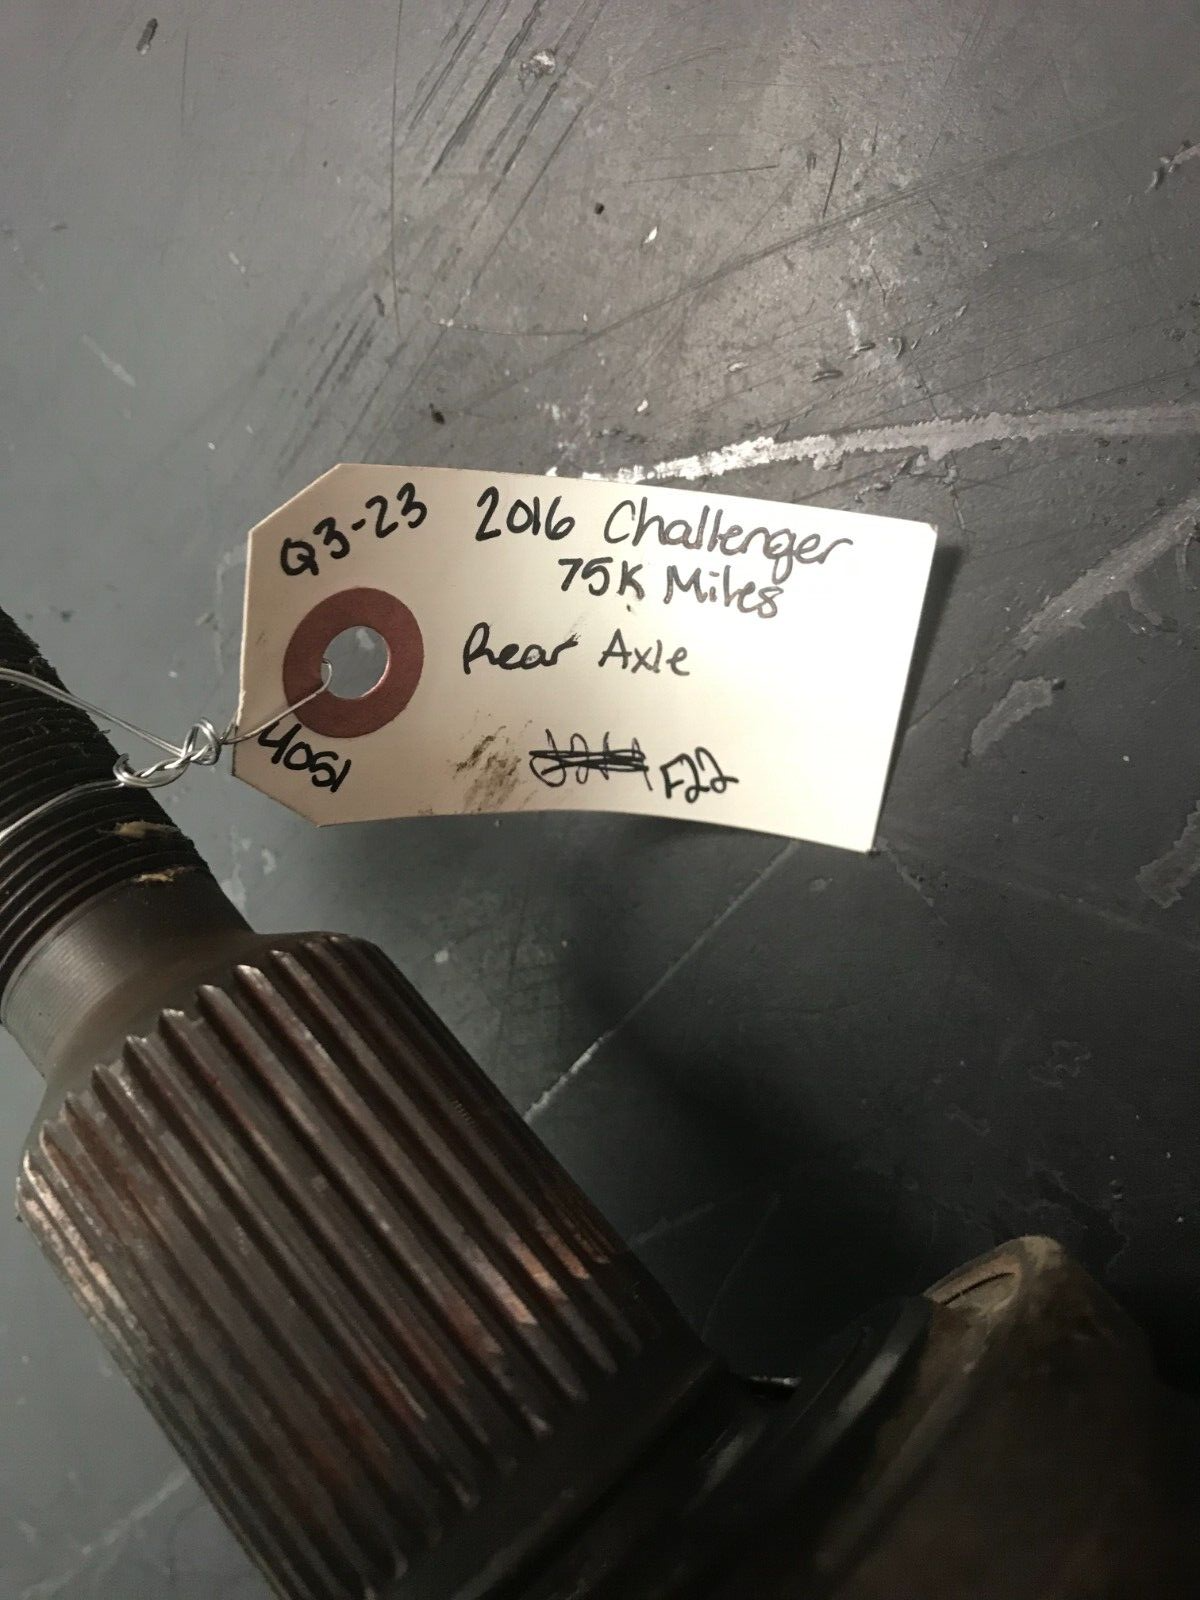 Q3-23
2016 Challenger
75K Miles
Rear Axle
4051
F22